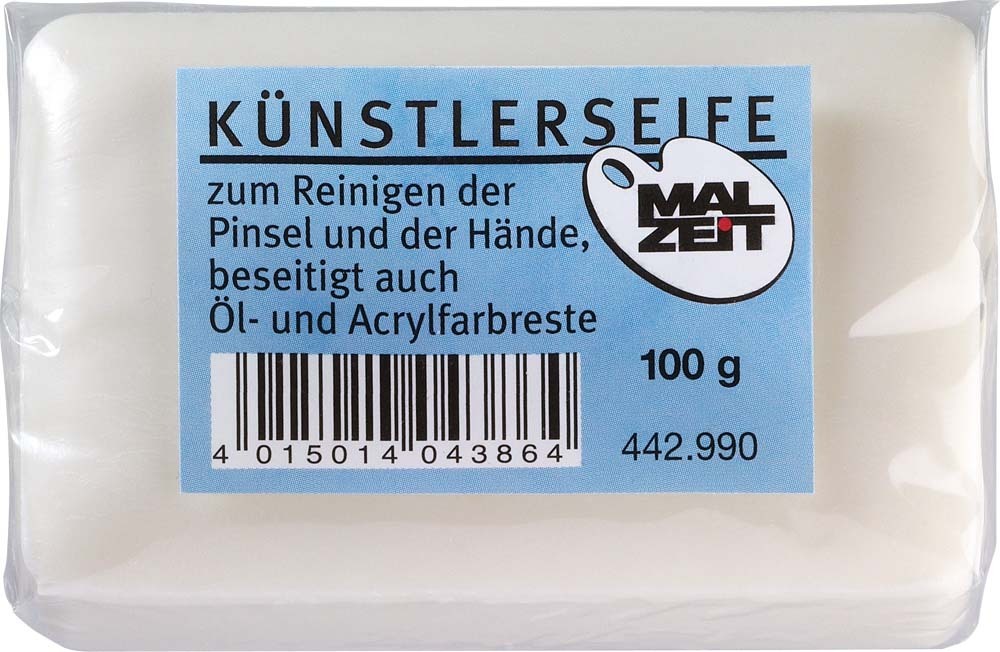 KÜNSTLERSEIFE
zum Reinigen der
Pinsel und der Hände,
beseitigt auch
Öl- und Acrylfarbreste
MAL
ZEIT
100 g
4 015014 043864
442.990